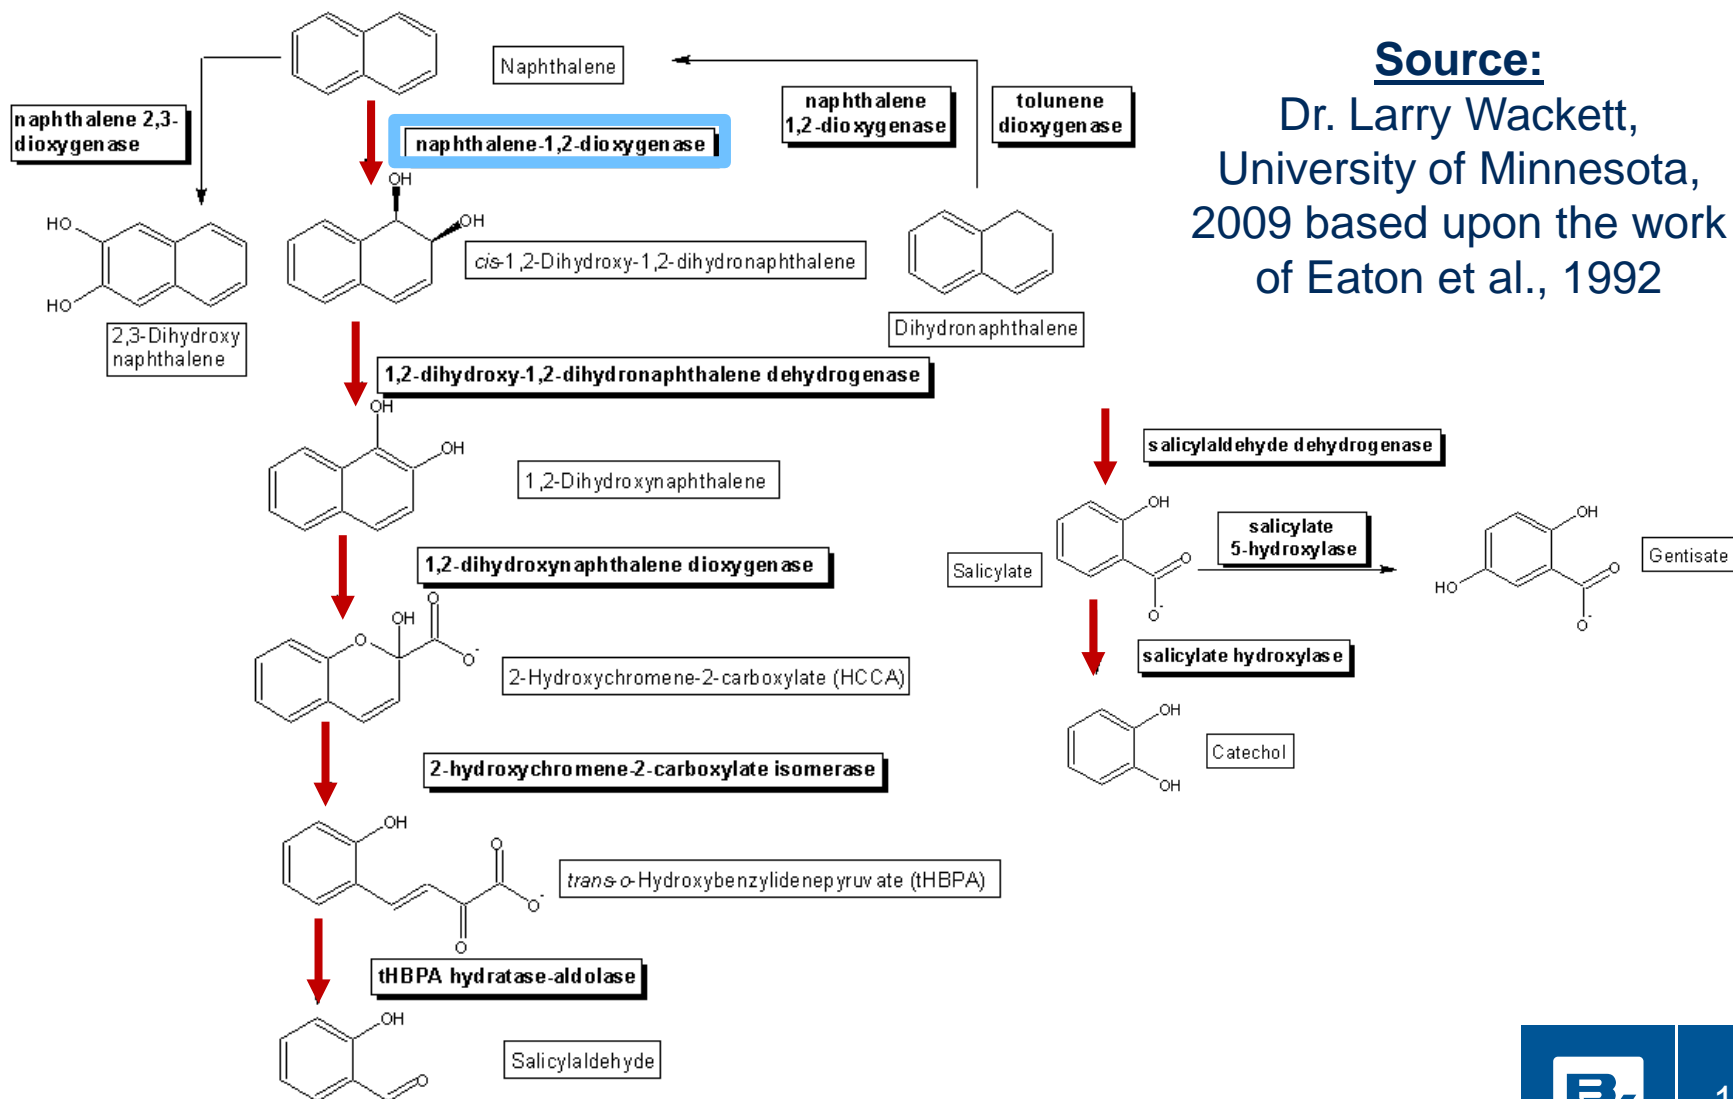 Source:
Dr. Larry Wackett,
University of Minnesota,
2009 based upon the work
of Eaton et al., 1992
Naphthalene
naphthalene 2,3-
dioxygenase
naphthalene-1,2-dioxygenase
naphthalene
1,2-dioxygenase
tolunene
dioxygenase
OH
OH
HO
HO
cis-1,2-Dihydroxy-1,2-dihydronaphthalene
2,3-Dihydroxy
naphthalene
Dihydronaphthalene
1,2-dihydroxy-1,2-dihydronaphthalene dehydrogenase
OH
OH
1,2-Dihydroxynaphthalene
1,2-dihydroxynaphthalene dioxygenase
O
OH
O
O-
2-Hydroxychromene-2-carboxylate (HCCA)
2-hydroxychromene-2-carboxylate isomerase
OH
O
O-
O
trans-o-Hydroxybenzylidenepyruvate (tHBPA)
tHBPA hydratase-aldolase
OH
O
Salicylaldehyde
salicylaldehyde dehydrogenase
OH
O
O-
Salicylate
salicylate
5-hydroxylase
OH
HO
O
O-
Gentisate
salicylate hydroxylase
OH
OH
Catechol